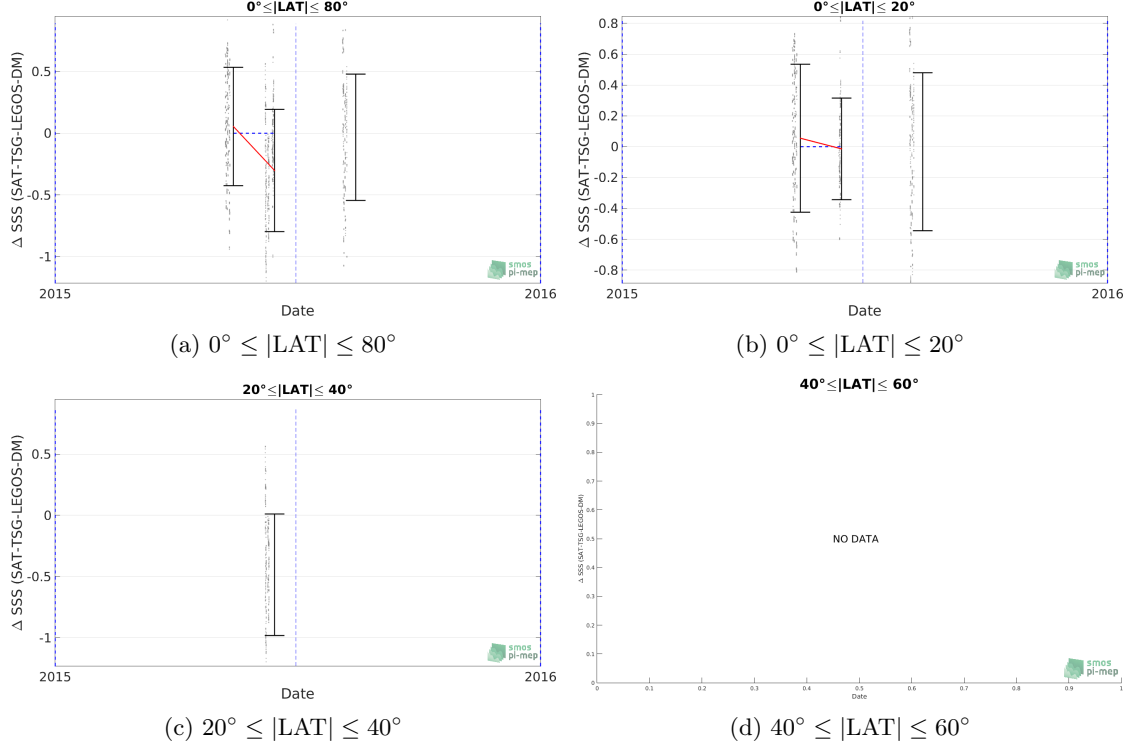 0°≤|LAT|≤ 80°
Δ SSS (SAT-TSG-LEGOS-DM)
0.5
0
-0.5
-1
2015
2016
Date
smos
pi-mep
(a) 0° ≤ |LAT| ≤ 80°
0°≤|LAT|≤ 20°
Δ SSS (SAT-TSG-LEGOS-DM)
0.8
0.6
0.4
0.2
0
-0.2
-0.4
-0.6
-0.8
2015
2016
Date
smos
pi-mep
(b) 0° ≤ |LAT| ≤ 20°
20°≤|LAT|≤ 40°
Δ SSS (SAT-TSG-LEGOS-DM)
0.5
0
-0.5
-1
2015
2016
Date
smos
pi-mep
(c) 20° ≤ |LAT| ≤ 40°
40°≤|LAT|≤ 60°
Δ SSS (SAT-TSG-LEGOS-DM)
1
0.9
0.8
0.7
0.6
0.5
0.4
0.3
0.2
0.1
0
NO DATA
0 0.1 0.2 0.3 0.4 0.5 0.6 0.7 0.8 0.9 1
Date
smos
pi-mep
(d) 40° ≤ |LAT| ≤ 60°